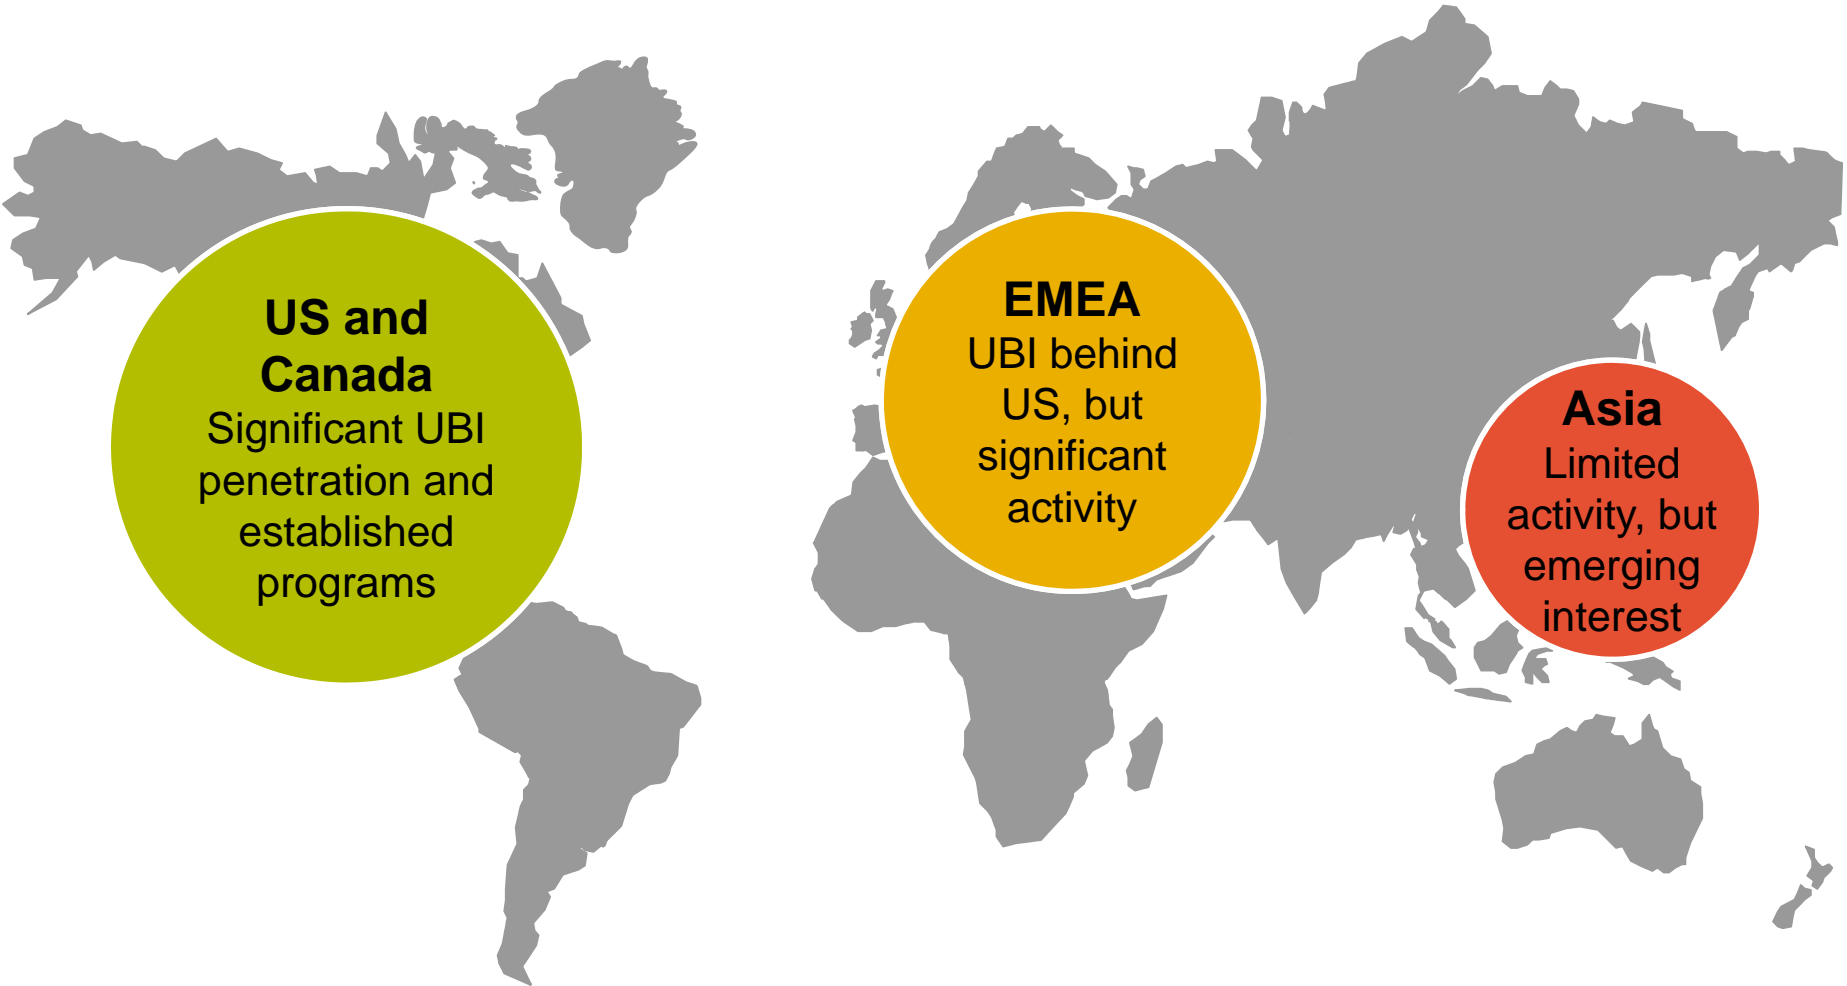 US and
Canada
Significant UBI
penetration and
established
programs
EMEA
UBI behind
US, but
significant
activity
Asia
Limited
activity, but
emerging
interest